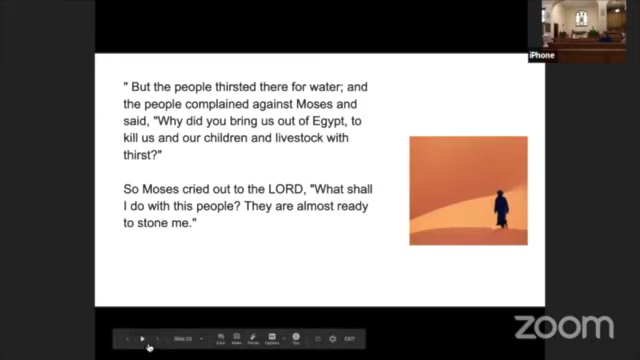 iPhone
" But the people thirsted there for water; and
the people complained against Moses and
said, "Why did you bring us out of Egypt, to
kill us and our children and livestock with
thirst?"
So Moses cried out to the LORD, "What shall
I do with this people? They are almost ready
to stone me."
zoom
EXIT